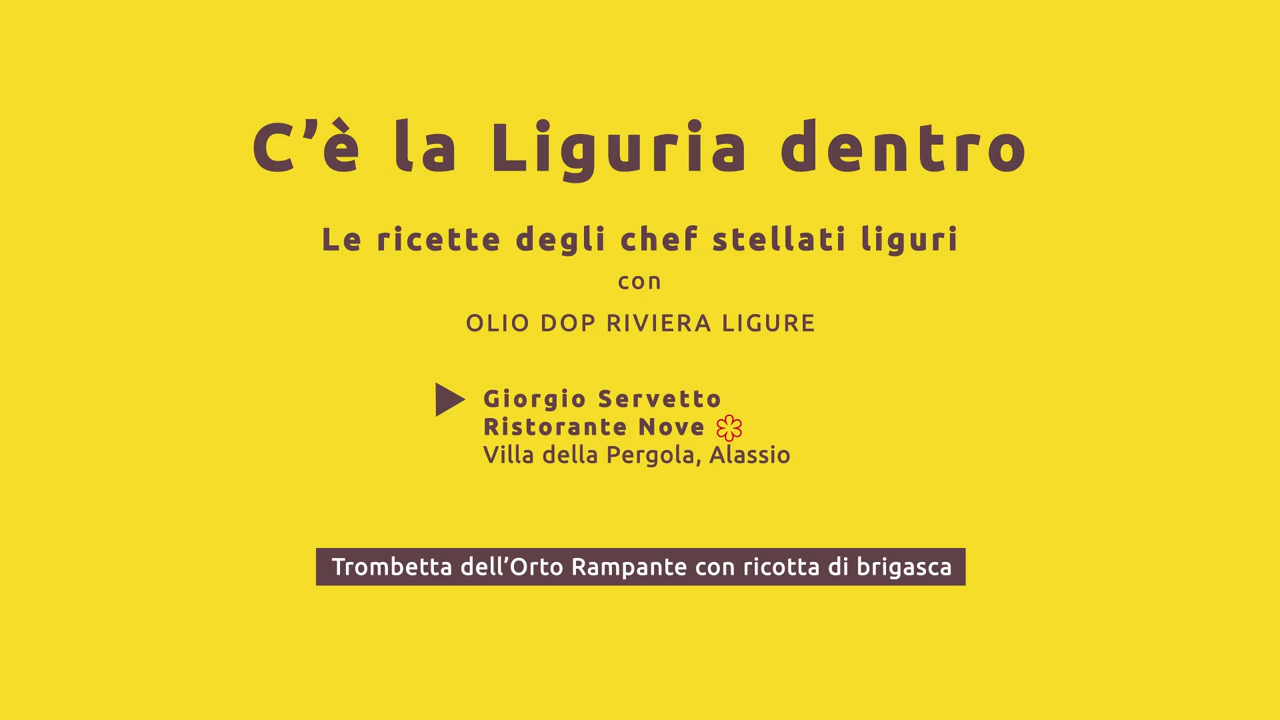 C’è la Liguria dentro
Le ricette degli chef stellati liguri
con
OLIO DOP RIVIERA LIGURE
Giorgio Servetto
Ristorante Nove
Villa della Pergola, Alassio
Trombetta dell’Orto Rampante con ricotta di brigasca